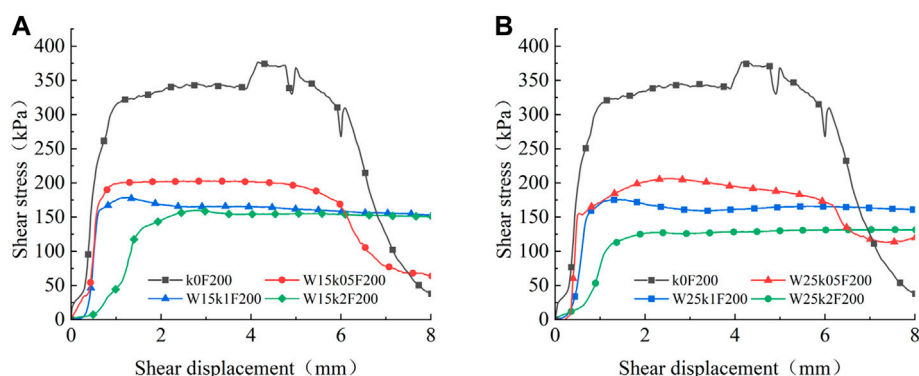 A
400
350
300
250
200
150
100
50
0
Shear stress（kPa）
k0F200 W15k05F200
W15k1F200 W15k2F200
0 2 4 6 8
Shear displacement（mm）
B
400
350
300
250
200
150
100
50
0
Shear stress（kPa）
k0F200 W25k05F200
W25k1F200 W25k2F200
0 2 4 6 8
Shear displacement（mm）